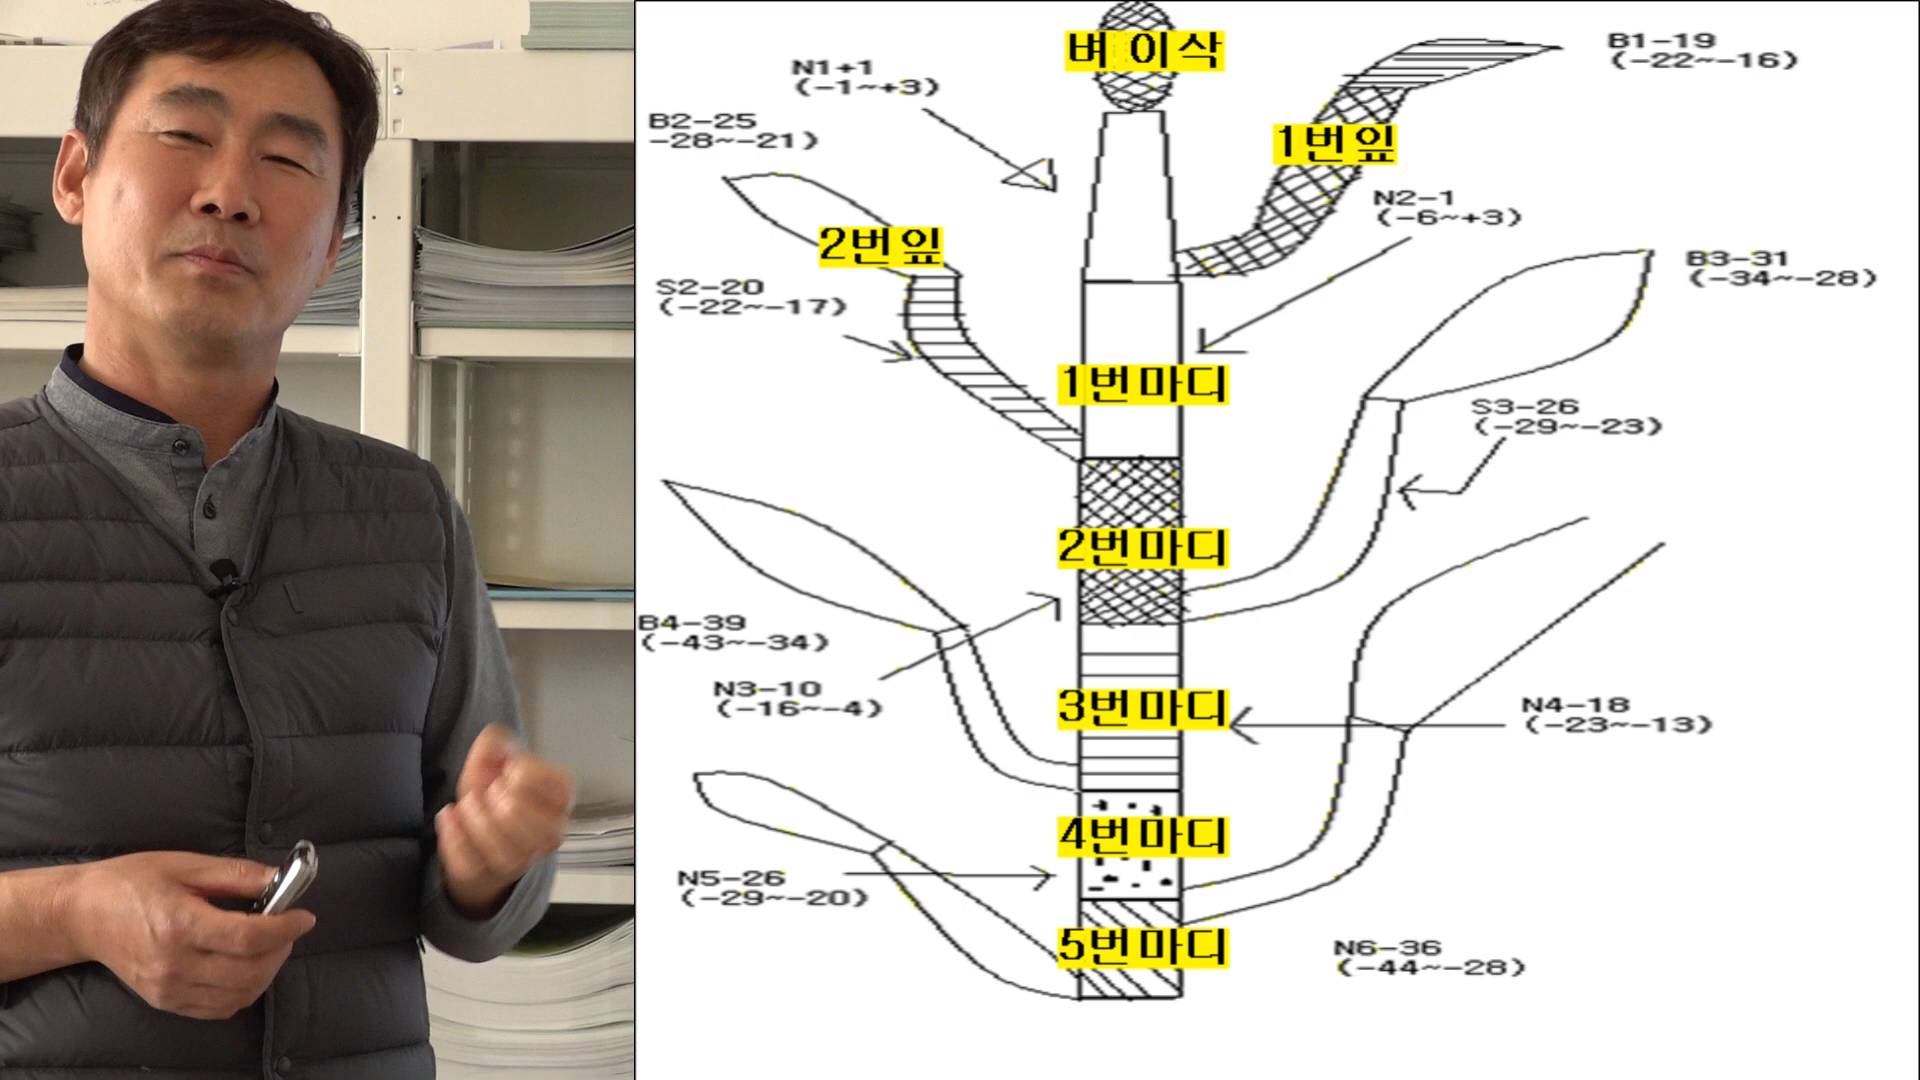 벼 이삭
N1+1
(-1~+3)
B1-19
(-22~-16)
B2-25
-28~-21)
1번잎
N2-1
(-6~+3)
2번잎
B3-31
(-34~-28)
S2-20
(-22~-17)
1번마디
S3-26
(-29~-23)
2번마디
B4-39
(-43~-34)
N3-10
(-16~-4)
3번마디
N4-18
(-23~-13)
4번마디
N5-26
(-29~-20)
5번마디
N6-36
(-44~-28)